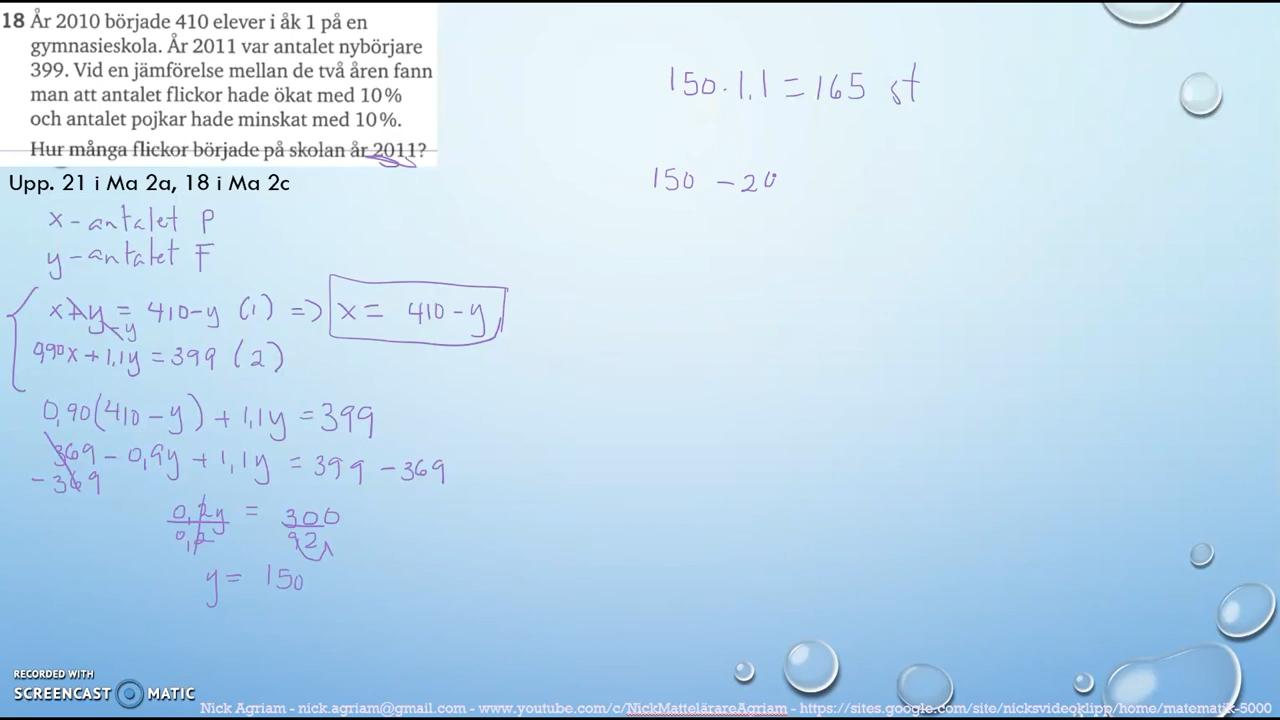 18 År 2010 började 410 elever i åk 1 på en
gymnasieskola. År 2011 var antalet nybörjare
399. Vid en jämförelse mellan de två åren fann
man att antalet flickor hade ökat med 10%
och antalet pojkar hade minskat med 10%.
Hur många flickor började på skolan år 2011?
Upp. 21 i Ma 2a, 18 i Ma 2c
x - antalet P
y - antalet F
x + y = 410 - y (1) => x = 410 - y
- y
0,90x + 1,1y = 399 (2)
0,90(410 - y) + 1,1y = 399
369 - 0,9y + 1,1y = 399 - 369
- 369
0,2y = 300
0,2 02
y = 150
150 · 1,1 = 165 st
150 - 20
RECORDED WITH
SCREENCAST MATIC
Nick Agriam - nick.agriam@gmail.com - www.youtube.com/c/NickMattelärareAgriam - https://sites.google.com/site/nicksvideoklipp/home/matematik-5000